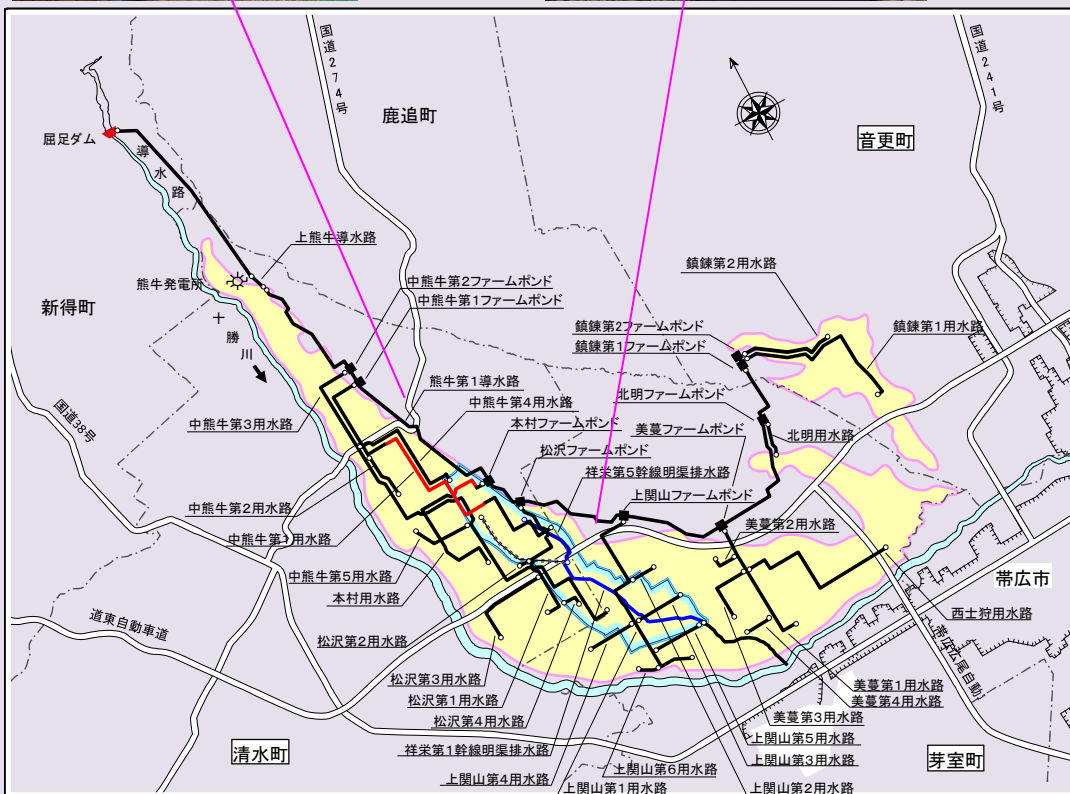 国道274号
国道241号
鹿追町
音更町
屈足ダム
導水路
上熊牛導水路
鎮錬第2用水路
中熊牛第2ファームポンド
熊牛発電所
中熊牛第1ファームポンド
新得町
十勝川
鎮錬第2ファームポンド
鎮錬第1用水路
鎮錬第1ファームポンド
熊牛第1導水路
北明ファームポンド
国道38号
中熊牛第4用水路
本村ファームポンド
美蔓ファームポンド
中熊牛第3用水路
北明用水路
松沢ファームポンド
祥栄第5幹線明渠排水路
上関山ファームポンド
中熊牛第2用水路
美蔓第2用水路
中熊牛第1用水路
中熊牛第5用水路
帯広市
本村用水路
西士狩用水路
道東自動車道
帯広広尾自動
松沢第2用水路
松沢第3用水路
美蔓第1用水路
松沢第1用水路
美蔓第4用水路
松沢第4用水路
美蔓第3用水路
上関山第5用水路
祥栄第1幹線明渠排水路
清水町
上関山第3用水路
芽室町
上関山第6用水路
上関山第4用水路
上関山第1用水路
上関山第2用水路